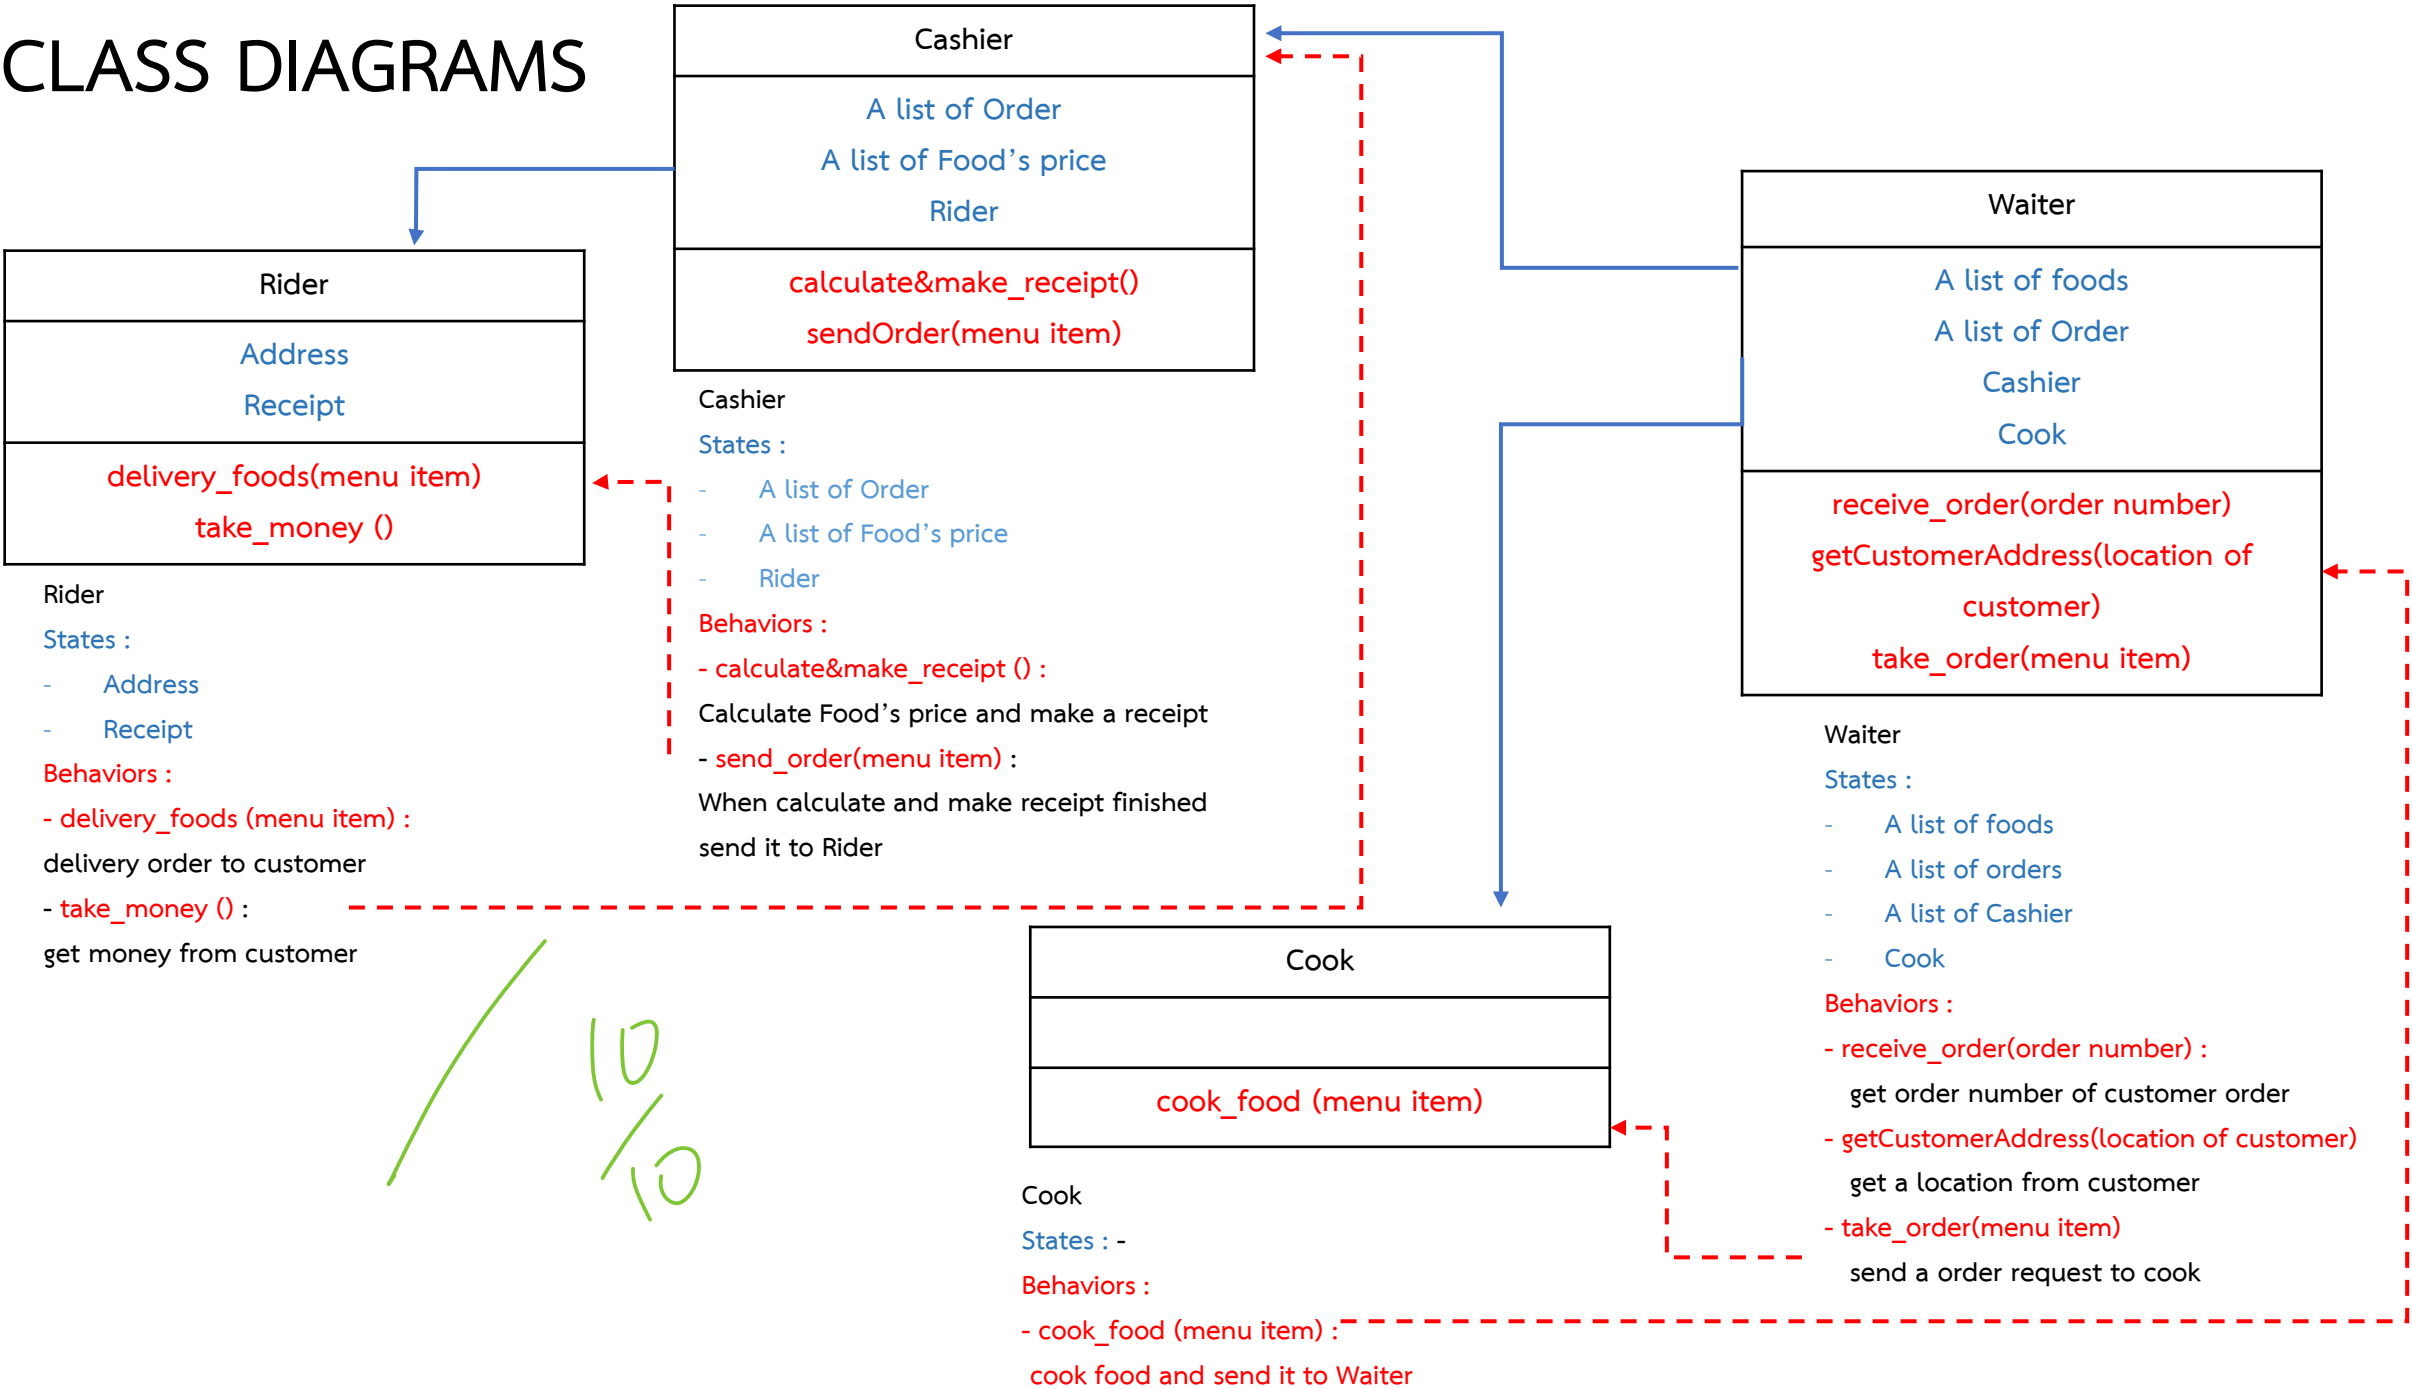 CLASS DIAGRAMS
Cashier
A list of Order
A list of Food’s price
Rider
calculate&make_receipt()
sendOrder(menu item)
Rider
Address
Receipt
delivery_foods(menu item)
take_money ()
Waiter
A list of foods
A list of Order
Cashier
Cook
receive_order(order number)
getCustomerAddress(location of
customer)
take_order(menu item)
Rider
States :
- Address
- Receipt
Behaviors :
- delivery_foods (menu item) :
delivery order to customer
- take_money () :
get money from customer
Cashier
States :
- A list of Order
- A list of Food’s price
- Rider
Behaviors :
- calculate&make_receipt () :
Calculate Food’s price and make a receipt
- send_order(menu item) :
When calculate and make receipt finished
send it to Rider
Cook
cook_food (menu item)
Cook
States : -
Behaviors :
- cook_food (menu item) :
cook food and send it to Waiter
Waiter
States :
- A list of foods
- A list of orders
- A list of Cashier
- Cook
Behaviors :
- receive_order(order number) :
get order number of customer order
- getCustomerAddress(location of customer)
get a location from customer
- take_order(menu item)
send a order request to cook
10
/
10